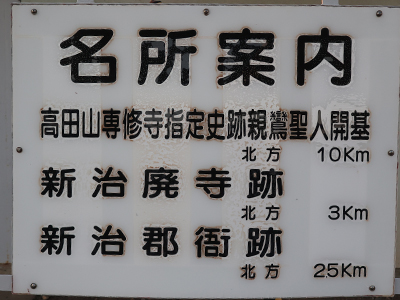 名所案内
高田山専修寺指定史跡親鸞聖人開基
北方 10Km
新治廃寺跡
北方 3Km
新治郡衙跡
北方 25Km